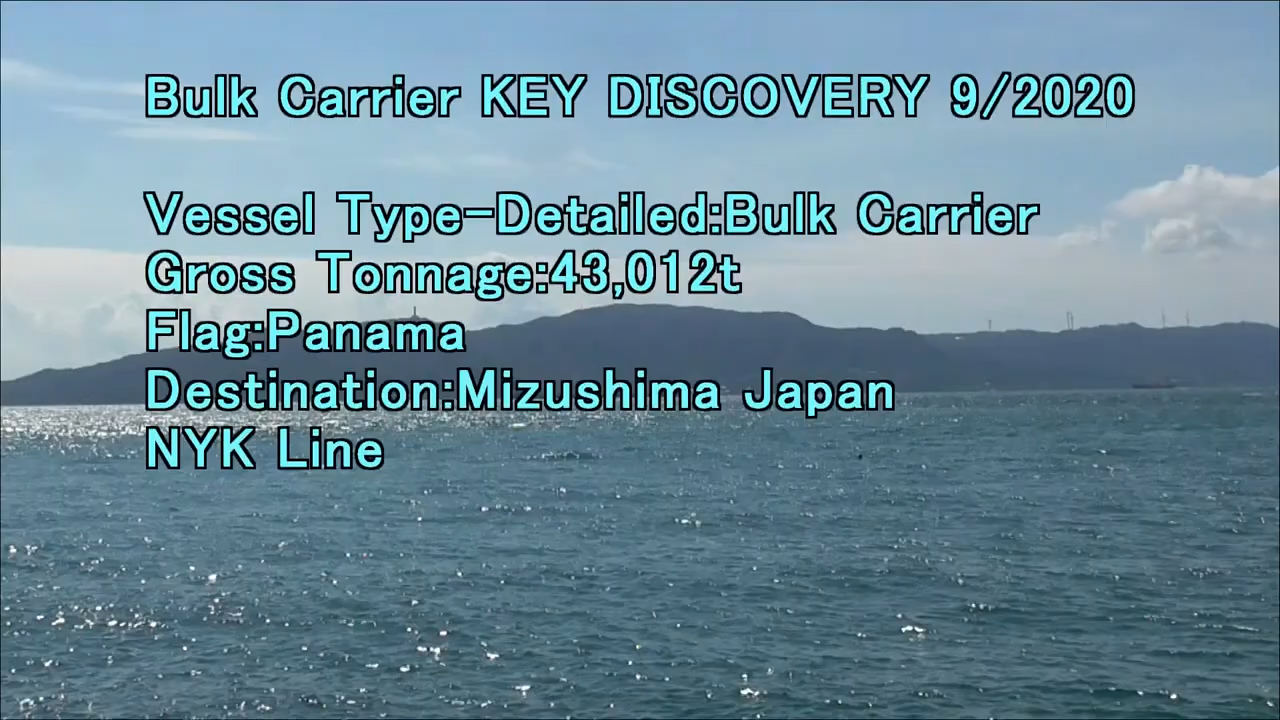 Bulk Carrier KEY DISCOVERY 9/2020
Vessel Type-Detailed:Bulk Carrier
Gross Tonnage:43,012t
Flag:Panama
Destination:Mizushima Japan
NYK Line